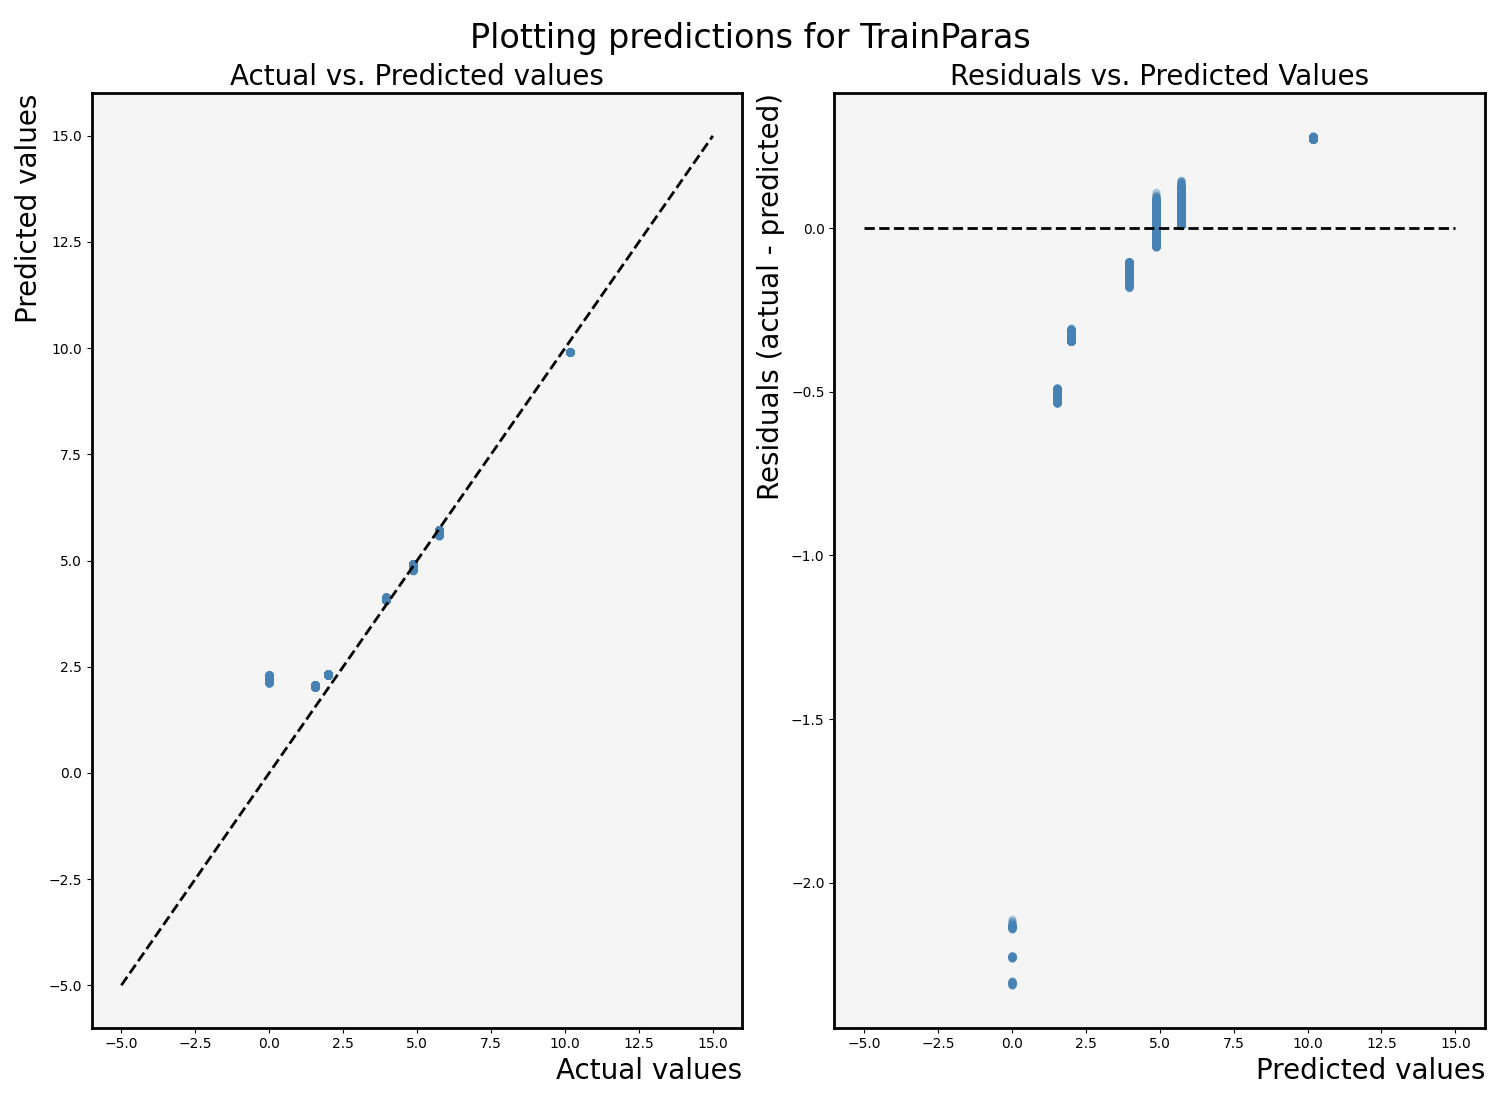 Plotting predictions for TrainParas
Actual vs. Predicted values
Predicted values
15.0
12.5
10.0
7.5
5.0
2.5
0.0
−2.5
−5.0
−5.0 −2.5 0.0 2.5 5.0 7.5 10.0 12.5 15.0
Actual values
Residuals vs. Predicted Values
Residuals (actual - predicted)
0.0
−0.5
−1.0
−1.5
−2.0
−5.0 −2.5 0.0 2.5 5.0 7.5 10.0 12.5 15.0
Predicted values